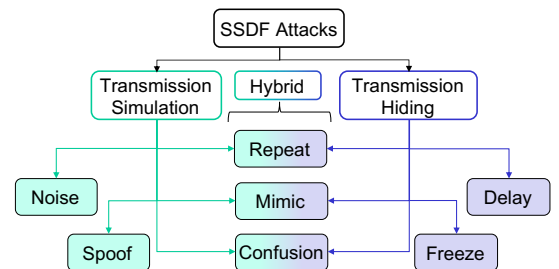 SSDF Attacks
Transmission
Simulation
Hybrid
Transmission
Hiding
Repeat
Noise
Delay
Mimic
Spoof
Confusion
Freeze